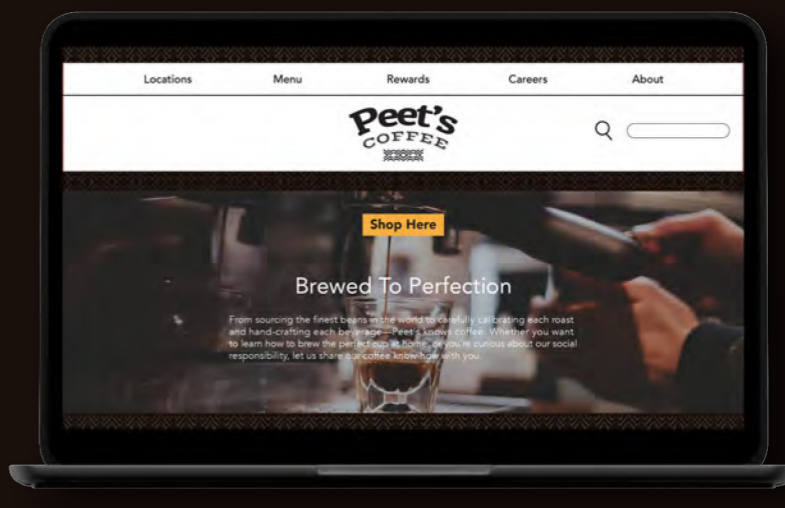 Locations Menu Rewards Careers About
Peet's
COFFEE
Shop Here
Brewed To Perfection
From sourcing the finest beans in the world to carefully calibrating each roast
and hand-crafting each beverage—Peet's knows coffee. Whether you want
to learn how to brew the perfect cup at home, or you're curious about our social
responsibility, let us share our coffee know-how with you.